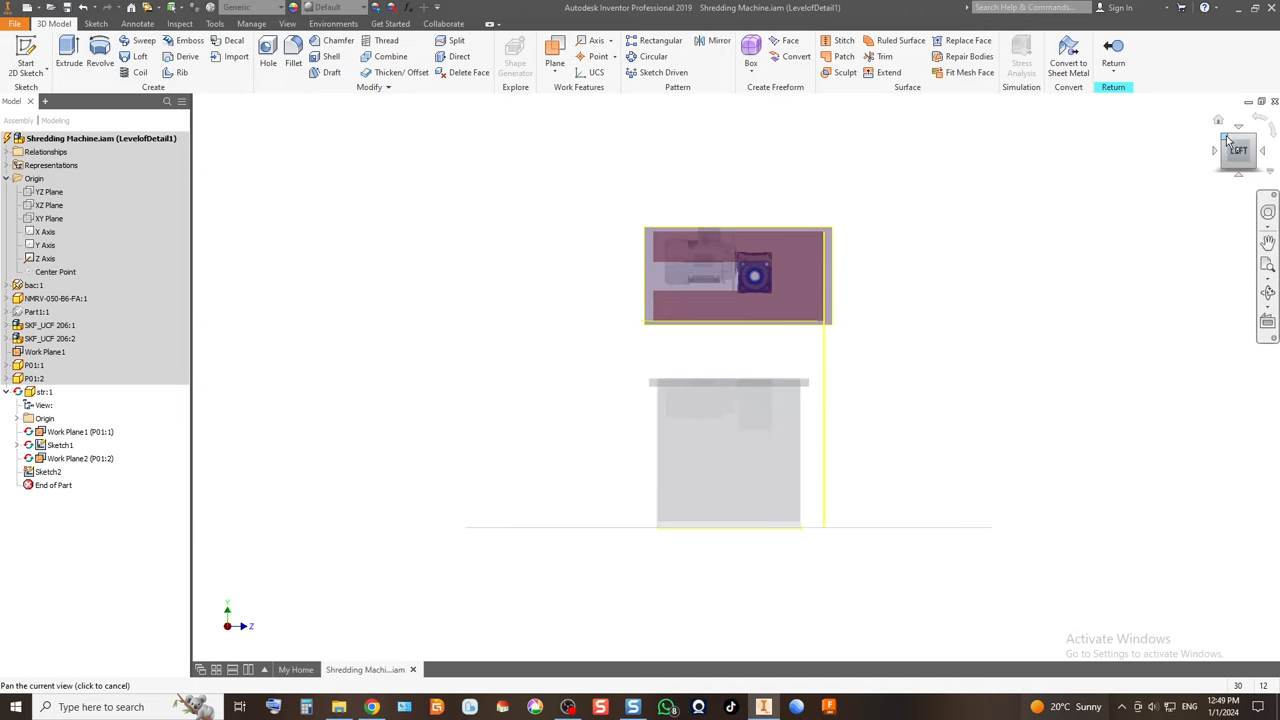 Generic Default Autodesk Inventor Professional 2019 Shredding Machine.iam (LevelofDetail1) Search Help & Commands... Sign In
File 3D Model Sketch Annotate Inspect Tools Manage View Environments Get Started Collaborate
Start 2D Sketch Extrude Revolve Sweep Emboss Decal Hole Fillet Chamfer Thread Split Shape Generator Plane Axis Rectangular Mirror Box Face Stitch Ruled Surface Replace Face Stress Analysis Convert to Sheet Metal Return
Loft Derive Import Shell Combine Direct Point Circular Convert Patch Trim Repair Bodies
Coil Rib Draft Thicken/ Offset Delete Face UCS Sketch Driven Sculpt Extend Fit Mesh Face
Sketch Create Modify Explore Work Features Pattern Create Freeform Surface Simulation Convert Return
Model
Assembly Modeling
Shredding Machine.iam (LevelofDetail1)
Relationships
Representations
Origin
YZ Plane
XZ Plane
XY Plane
X Axis
Y Axis
Z Axis
Center Point
bac:1
NMRV-050-B6-FA:1
Part1:1
SKF_UCF 206:1
SKF_UCF 206:2
Work Plane1
P01:1
P01:2
str:1
View:
Origin
Work Plane1 (P01:1)
Sketch1
Work Plane2 (P01:2)
Sketch2
End of Part
LEFT
Y
Z
Activate Windows
Go to Settings to activate Windows.
My Home Shredding Machi...iam
Pan the current view (click to cancel) 30 12
Type here to search 20°C Sunny 12:49 PM
1/1/2024